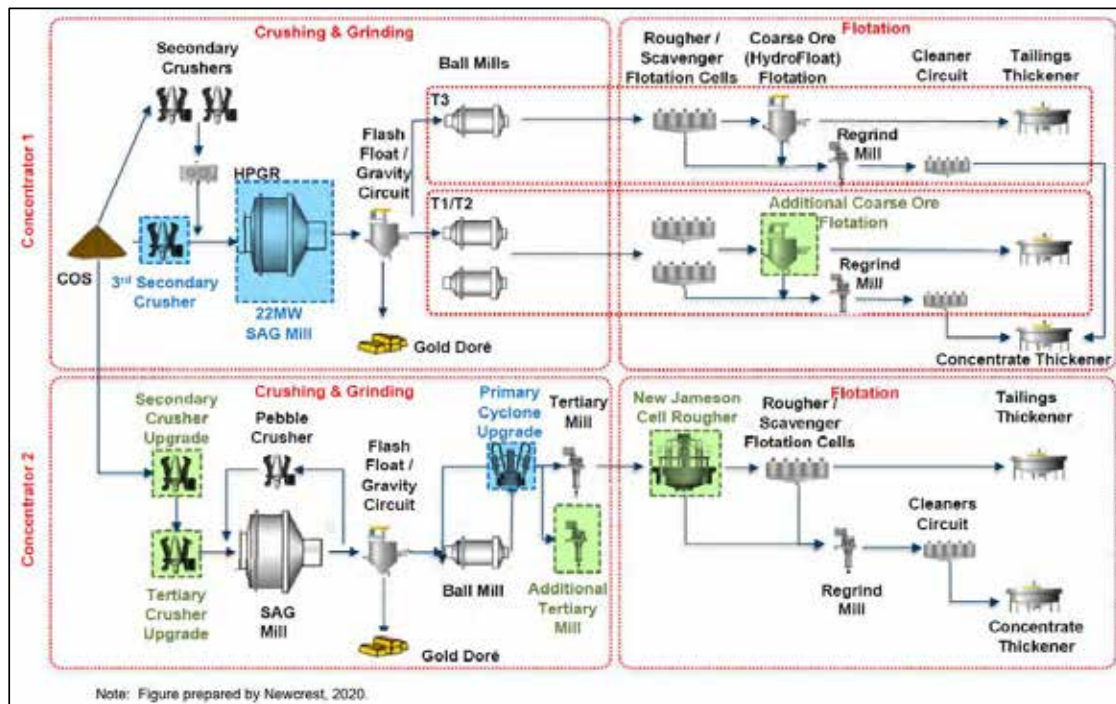 Crushing & Grinding
Flotation
Secondary
Crushers
Ball Mills
Rougher /
Scavenger
Flotation Cells
Coarse Ore
(HydroFloat)
Flotation
Cleaner
Circuit
Tailings
Thickener
Concentrator 1
T3
Flash
Float /
Gravity
Circuit
HPGR
Regrind
Mill
T1/T2
Additional Coarse Ore
Flotation
COS
3rd Secondary
Crusher
22MW
SAG Mill
Regrind
Mill
Gold Doré
Concentrate Thickener
Crushing & Grinding
Flotation
Concentrator 2
Secondary
Crusher
Upgrade
Pebble
Crusher
Flash
Float /
Gravity
Circuit
Primary
Cyclone
Upgrade
Tertiary
Mill
New Jameson
Cell Rougher
Rougher /
Scavenger
Flotation Cells
Tailings
Thickener
Cleaners
Circuit
Tertiary
Crusher
Upgrade
SAG
Mill
Ball Mill
Additional
Tertiary
Mill
Regrind
Mill
Concentrate
Thickener
Gold Doré
Note: Figure prepared by Newcrest, 2020.